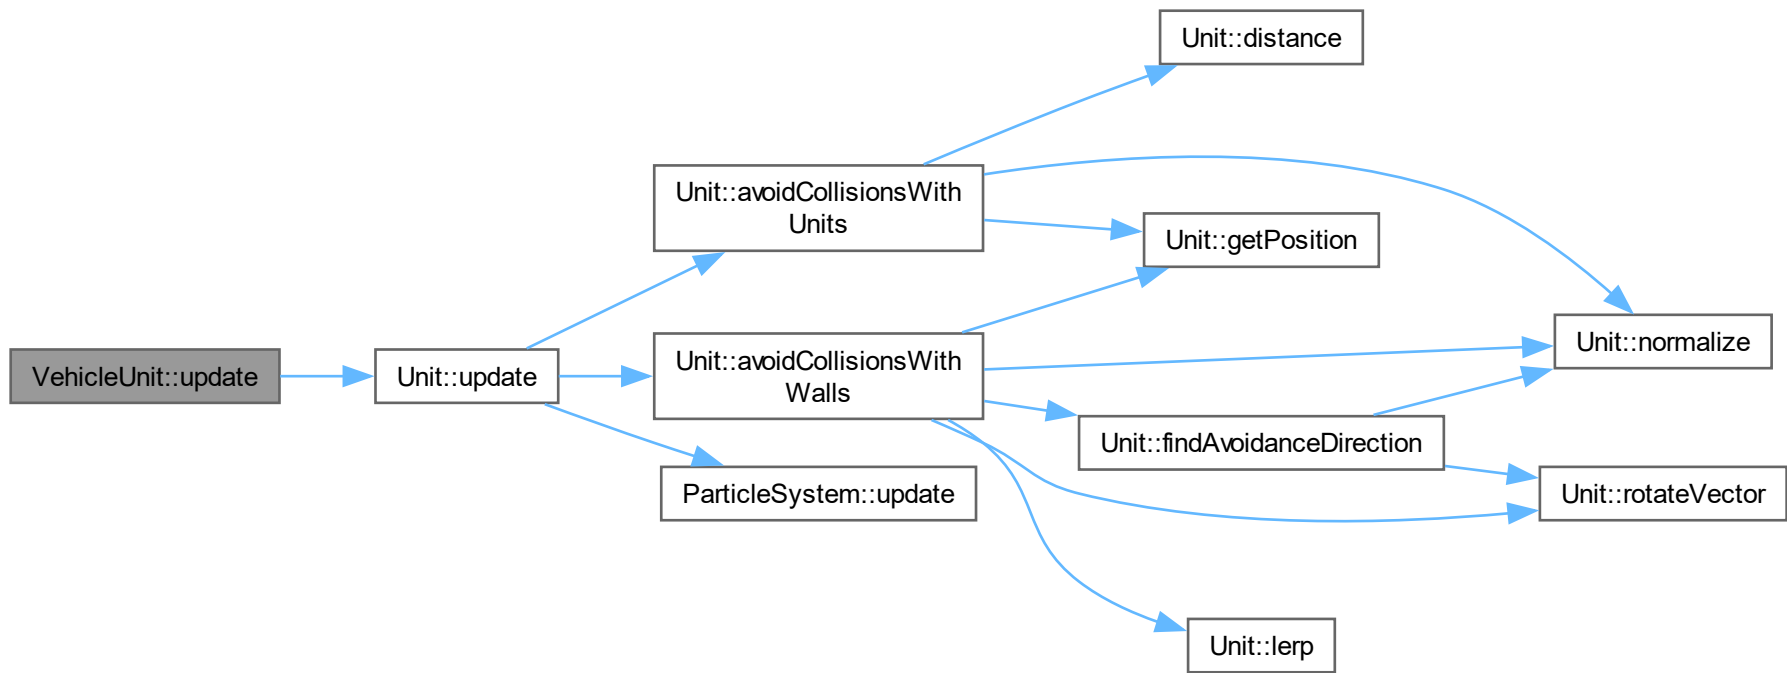 VehicleUnit::update
Unit::update
Unit::avoidCollisionsWith
Units
Unit::avoidCollisionsWith
Walls
ParticleSystem::update
Unit::distance
Unit::getPosition
Unit::findAvoidanceDirection
Unit::lerp
Unit::normalize
Unit::rotateVector